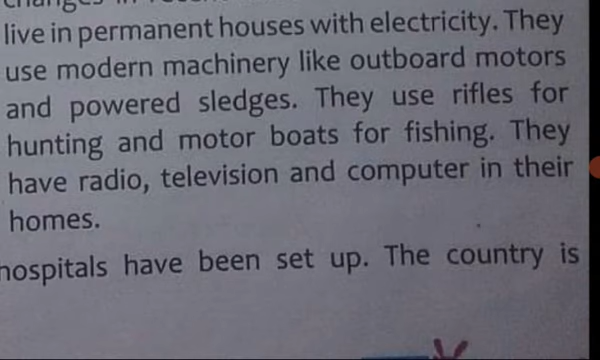 changes in
live in permanent houses with electricity. They
use modern machinery like outboard motors
and powered sledges. They use rifles for
hunting and motor boats for fishing. They
have radio, television and computer in their
homes.
hospitals have been set up. The country is